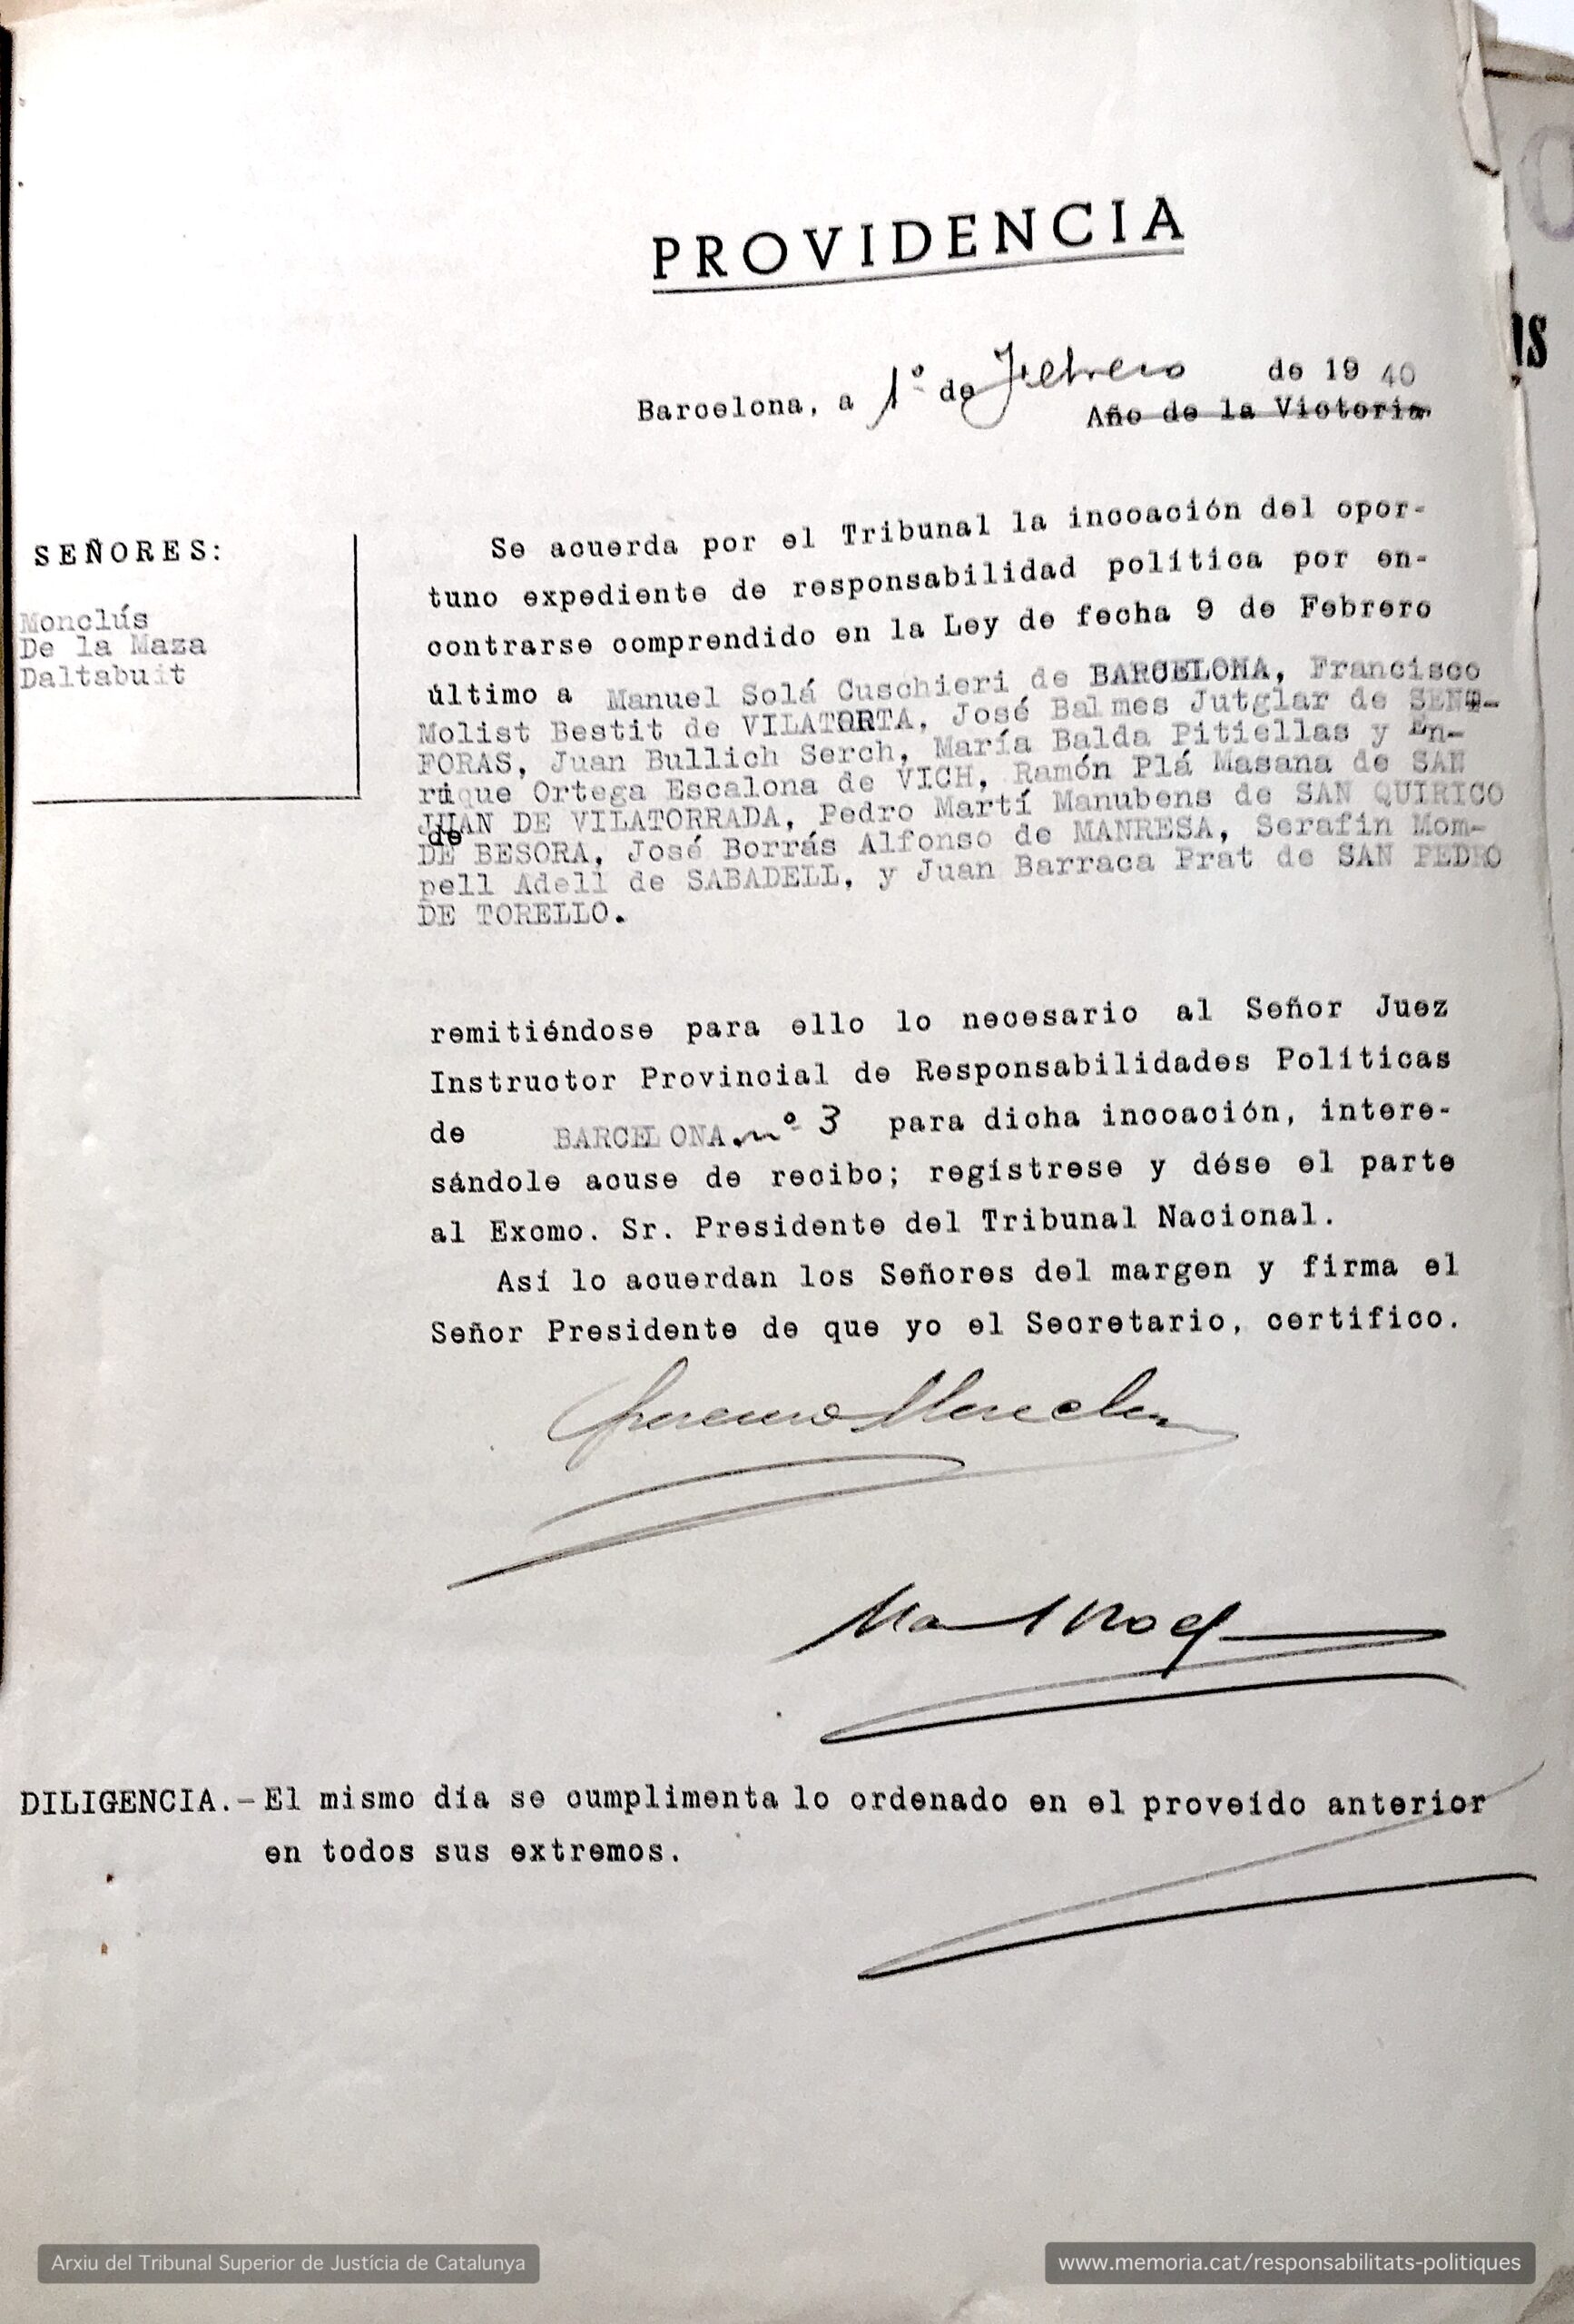 PROVIDENCIA
Barcelona, a 1º de Febrero de 19 40
Año de la Victoria
SEÑORES:
Monclús
De la Maza
Daltabuit
Se acuerda por el Tribunal la incoación del opor-
tuno expediente de responsabilidad política por en-
contrarse comprendido en la Ley de fecha 9 de Febrero
último a Manuel Solá Cuschieri de BARCELONA, Francisco
Molist Bestit de VILATORTA, José Balmes Jutglar de SENT-
FORAS, Juan Bullich Serch, María Balda Pitiellas y En-
rique Ortega Escalona de VICH, Ramón Plá Masana de SAN
JUAN DE VILATORRADA, Pedro Martí Manubens de SAN QUIRICO
de
DE BESORA, José Borrás Alfonso de MANRESA, Serafin Mom-
pell Adell de SABADELL, y Juan Barraca Prat de SAN PEDRO
DE TORELLO.
remitiéndose para ello lo necesario al Señor Juez
Instructor Provincial de Responsabilidades Políticas
de BARCELONA. nº 3 para dicha incoación, intere-
sándole acuse de recibo; regístrese y dése el parte
al Excmo. Sr. Presidente del Tribunal Nacional.
Así lo acuerdan los Señores del margen y firma el
Señor Presidente de que yo el Secretario, certifico.
DILIGENCIA.-El mismo día se cumplimenta lo ordenado en el proveído anterior
en todos sus extremos.
Arxiu del Tribunal Superior de Justícia de Catalunya
www.memoria.cat/responsabilitats-politiques